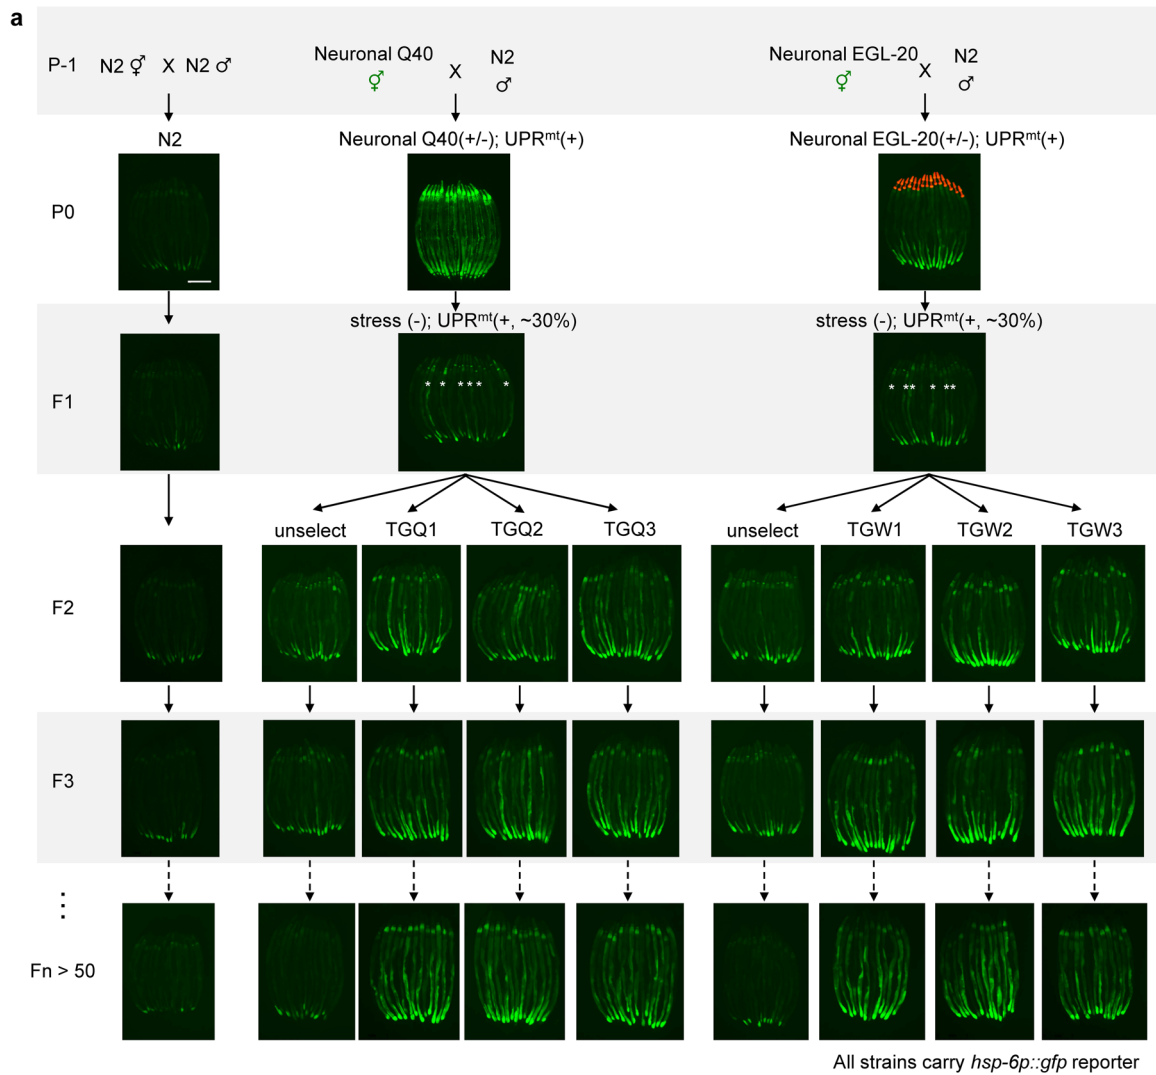 a
P-1
N2 ⚥ X N2 ♂
Neuronal Q40
⚥
X
N2
♂
Neuronal EGL-20
⚥
X
N2
♂
P0
N2
Neuronal Q40(+/-); UPRmt(+)
Neuronal EGL-20(+/-); UPRmt(+)
F1
stress (-); UPRmt(+, ~30%)
stress (-); UPRmt(+, ~30%)
* * * * * *
* ** * **
unselect TGQ1 TGQ2 TGQ3 unselect TGW1 TGW2 TGW3
F2
F3
⋮
Fn > 50
All strains carry hsp-6p::gfp reporter